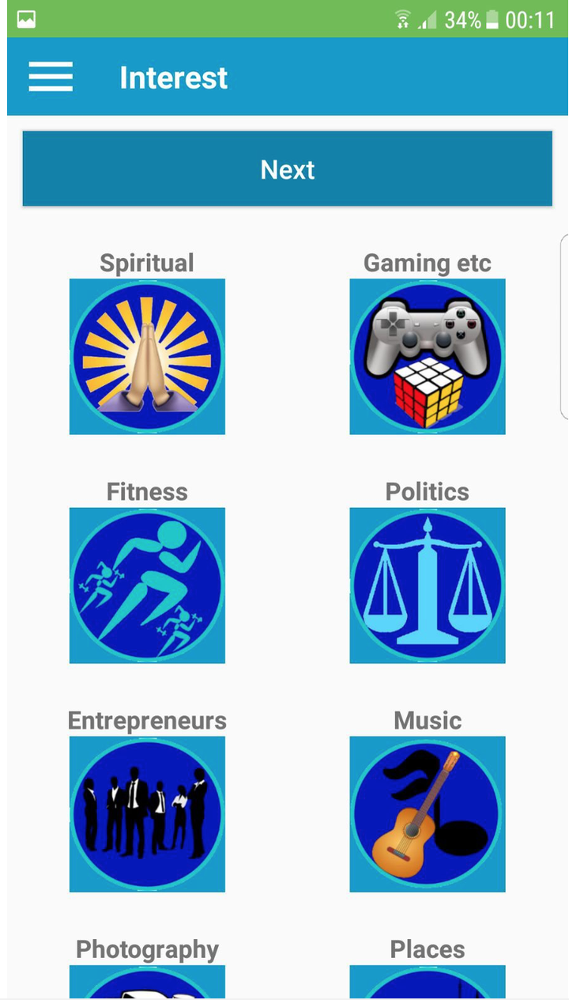 34% 00:11
Interest
Next
Spiritual
Gaming etc
Fitness
Politics
Entrepreneurs
Music
Photography
Places